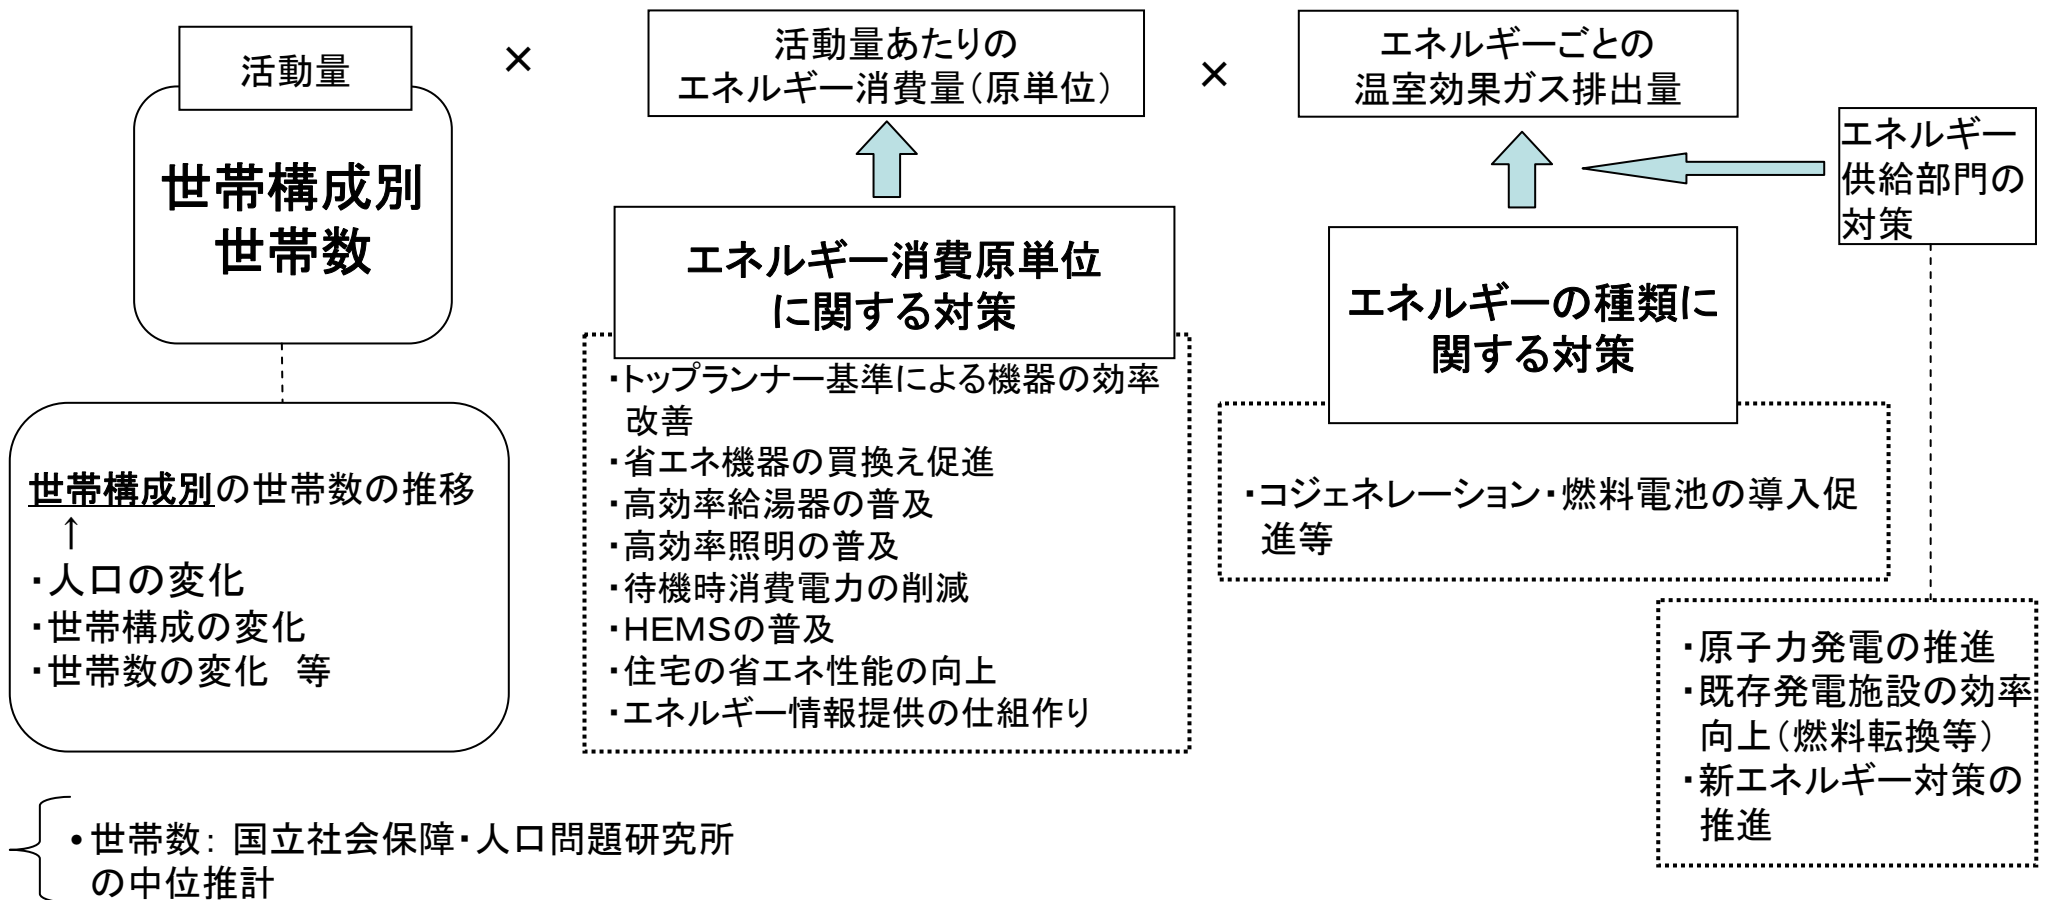 活動量
×
活動量あたりの
エネルギー消費量（原単位）
×
エネルギーごとの
温室効果ガス排出量
世帯構成別
世帯数
エネルギー
供給部門の
対策
エネルギー消費原単位
に関する対策
エネルギーの種類に
関する対策
世帯構成別の世帯数の推移
↑
・人口の変化
・世帯構成の変化
・世帯数の変化　等
・トップランナー基準による機器の効率
改善
・省エネ機器の買換え促進
・高効率給湯器の普及
・高効率照明の普及
・待機時消費電力の削減
・HEMSの普及
・住宅の省エネ性能の向上
・エネルギー情報提供の仕組作り
・コジェネレーション・燃料電池の導入促
進等
・原子力発電の推進
・既存発電施設の効率
向上（燃料転換等）
・新エネルギー対策の
推進
•世帯数： 国立社会保障・人口問題研究所
の中位推計